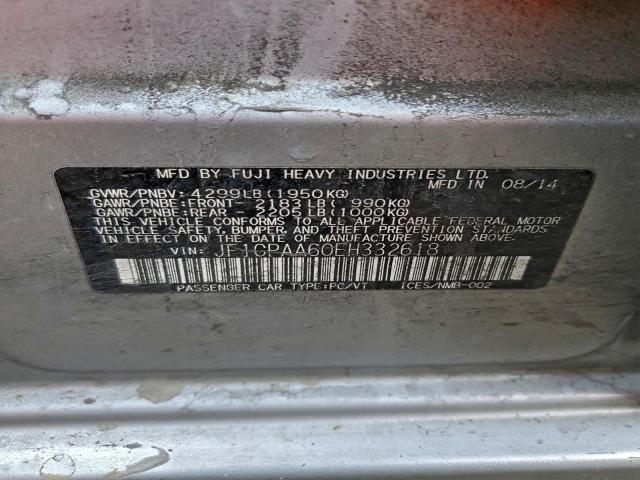 MFD BY FUJI HEAVY INDUSTRIES LTD.
MFD IN 08/14
GVWR/PNBV: 4299LB (1950KG)
GAWR/PNBE:FRONT- 2183LB( 990KG)
GAWR/PNBE:REAR - 2205LB(1000KG)
THIS VEHICLE CONFORMS TO ALL APPLICABLE FEDERAL MOTOR
VEHICLE SAFETY, BUMPER, AND THEFT PREVENTION STANDARDS
IN EFFECT ON THE DATE OF MANUFACTURE SHOWN ABOVE.
VIN: JF1GPAA60EH332618
PASSENGER CAR TYPE:PC/VT ICES/NMB-002